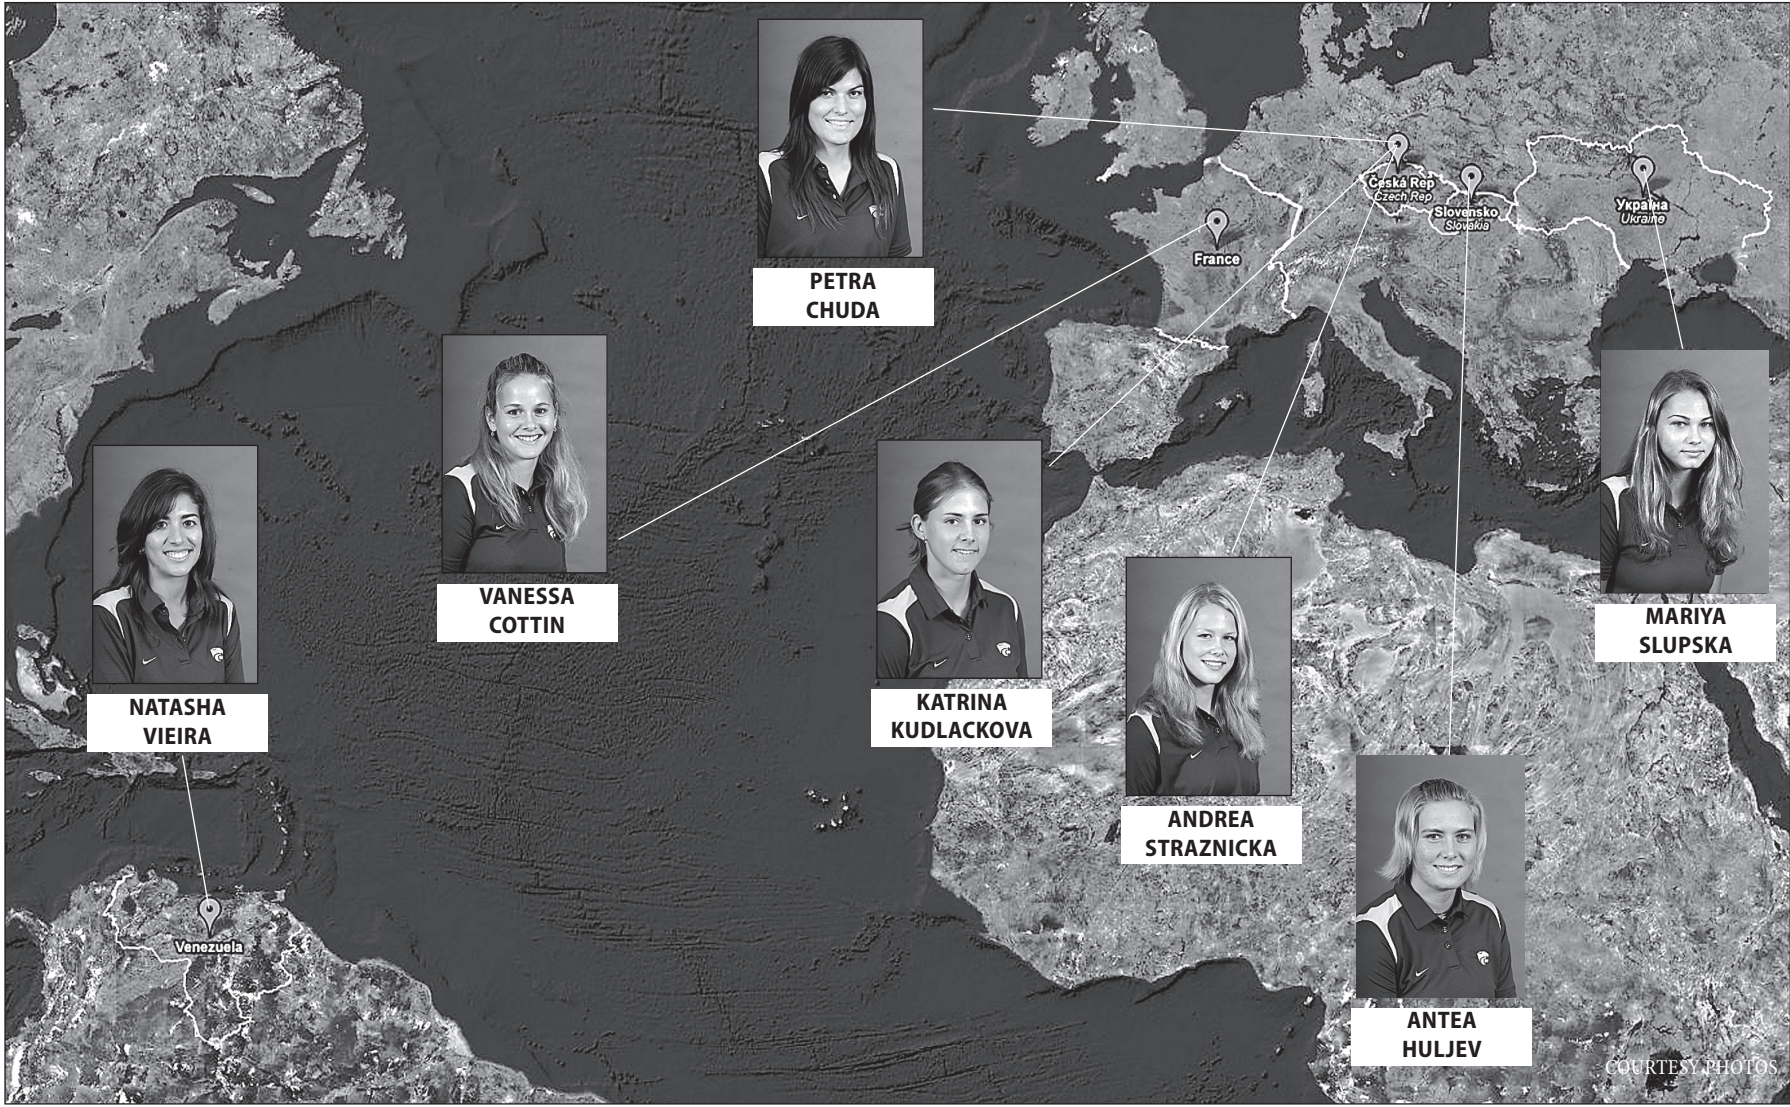 PETRA
CHUDA
Česká Rep
Czech Rep
Slovensko
Slovakia
Україна
Ukraine
France
VANESSA
COTTIN
NATASHA
VIEIRA
KATRINA
KUDLACKOVA
MARIYA
SLUPSKA
ANDREA
STRAZNICKA
Venezuela
ANTEA
HULJEV
COURTESY PHOTOS